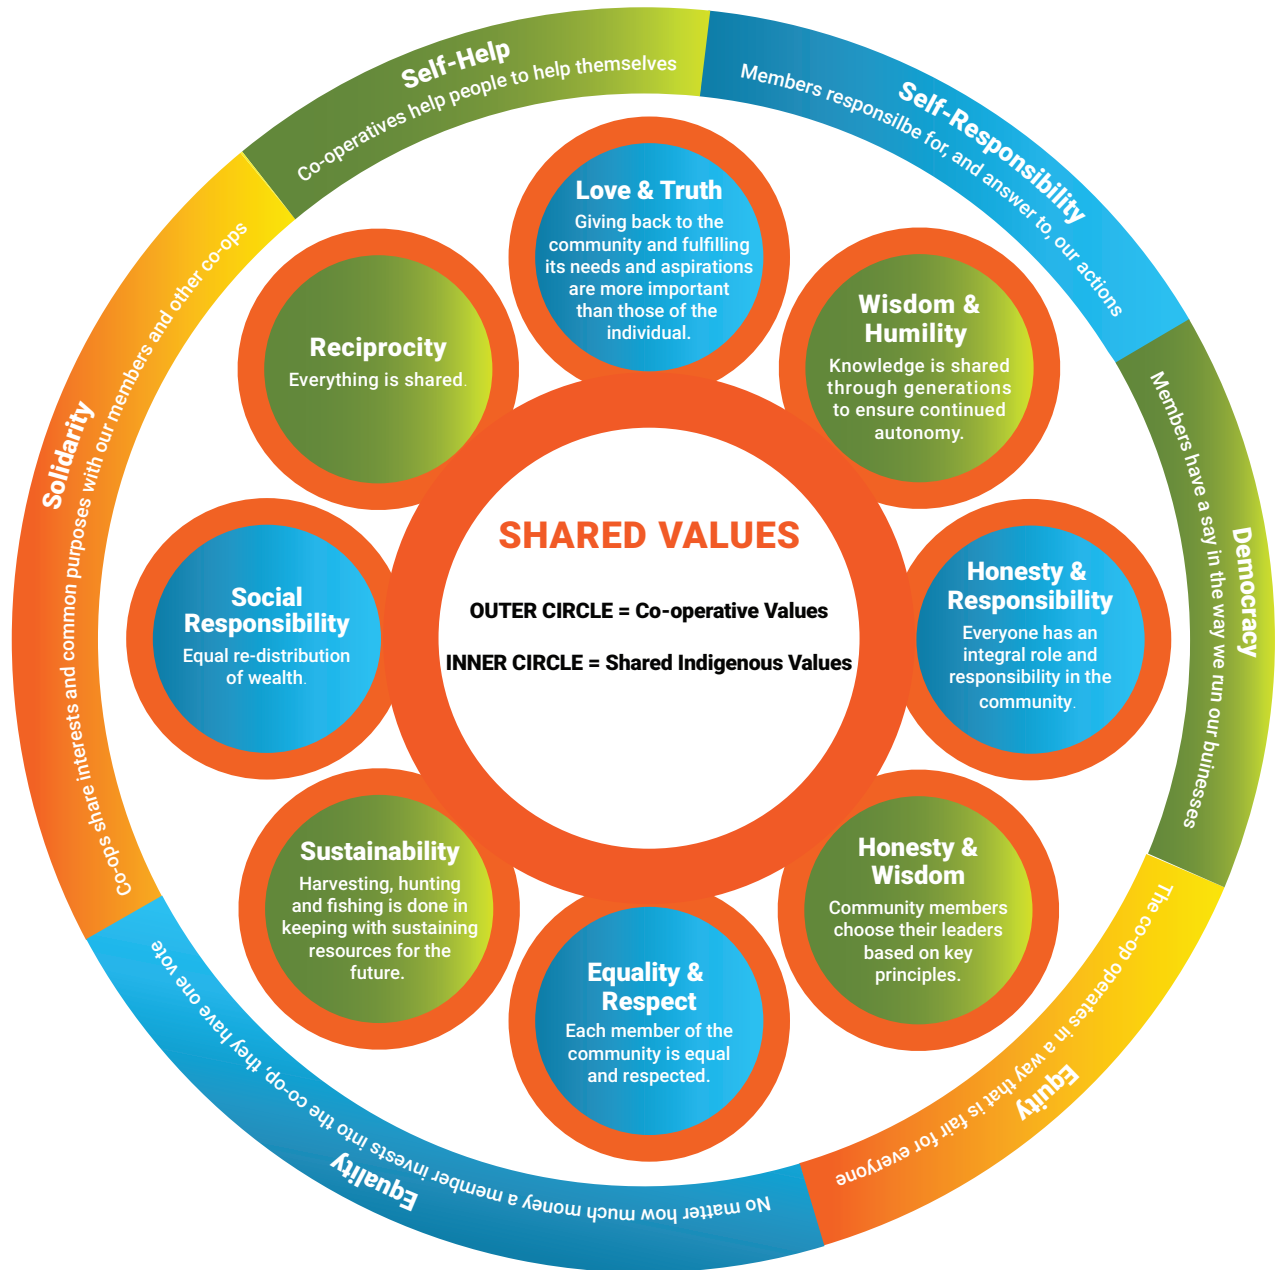 Self-Help
Co-operatives help people to help themselves
Self-Responsibility
Members responsilbe for, and answer to, our actions
Democracy
Members have a say in the way we run our buinesses
Equity
The co-op operates in a way that is fair for everyone
Equality
No matter how much money a member invests into the co-op, they have one vote
Solidarity
Co-ops share interests and common purposes with our members and other co-ops
Love & Truth
Giving back to the
community and fulfilling
its needs and aspirations
are more important
than those of the
individual.
Wisdom &
Humility
Knowledge is shared
through generations
to ensure continued
autonomy.
Honesty &
Responsibility
Everyone has an
integral role and
responsibility in the
community.
Honesty &
Wisdom
Community members
choose their leaders
based on key
principles.
Equality &
Respect
Each member of the
community is equal
and respected.
Sustainability
Harvesting, hunting
and fishing is done in
keeping with sustaining
resources for the
future.
Social
Responsibility
Equal re-distribution
of wealth.
Reciprocity
Everything is shared.
SHARED VALUES
OUTER CIRCLE = Co-operative Values
INNER CIRCLE = Shared Indigenous Values